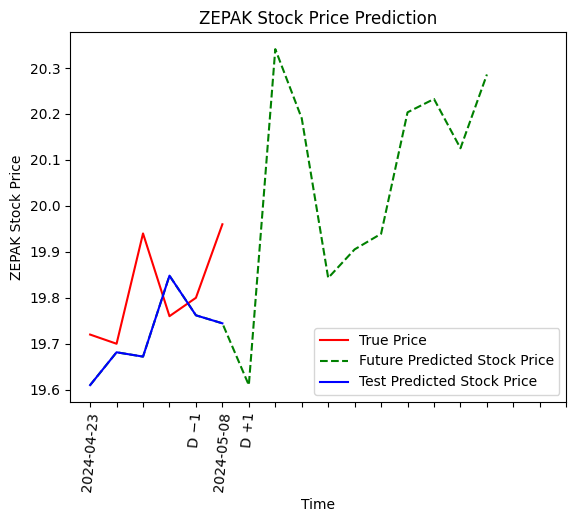 ZEPAK Stock Price Prediction
ZEPAK Stock Price
20.3
20.2
20.1
20.0
19.9
19.8
19.7
19.6
True Price
Future Predicted Stock Price
Test Predicted Stock Price
2024-04-23
D −1
2024-05-08
D +1
Time